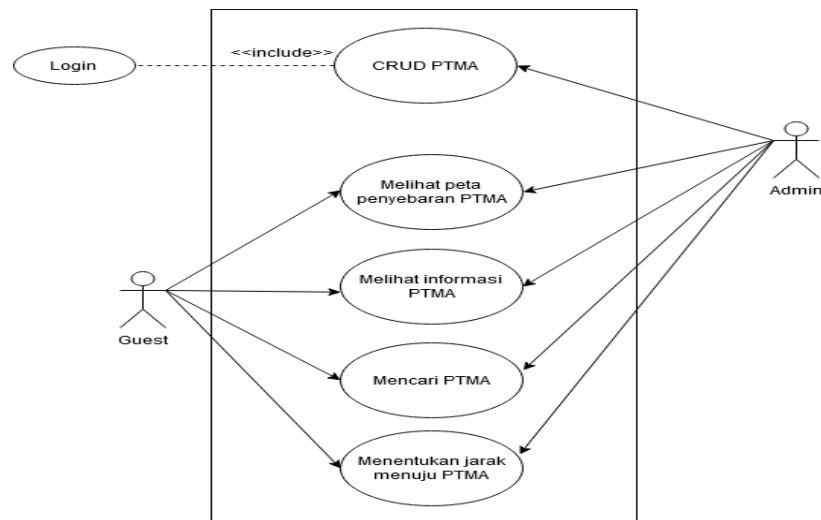 <<include>>
Login
CRUD PTMA
Melihat peta
penyebaran PTMA
Admin
Melihat informasi
PTMA
Guest
Mencari PTMA
Menentukan jarak
menuju PTMA